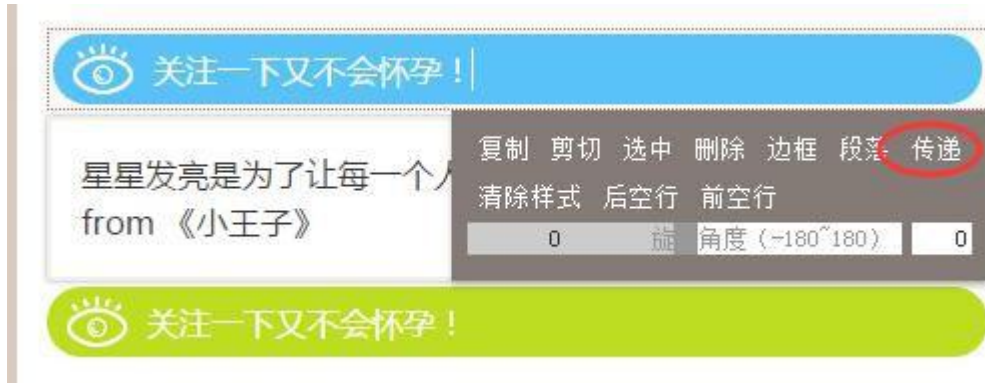 关注一下又不会怀孕！
复制 剪切 选中 删除 边框 段落 传递
清除样式 后空行 前空行
0 旋 角度（-180~180） 0
星星发亮是为了让每一个人
from 《小王子》
关注一下又不会怀孕！